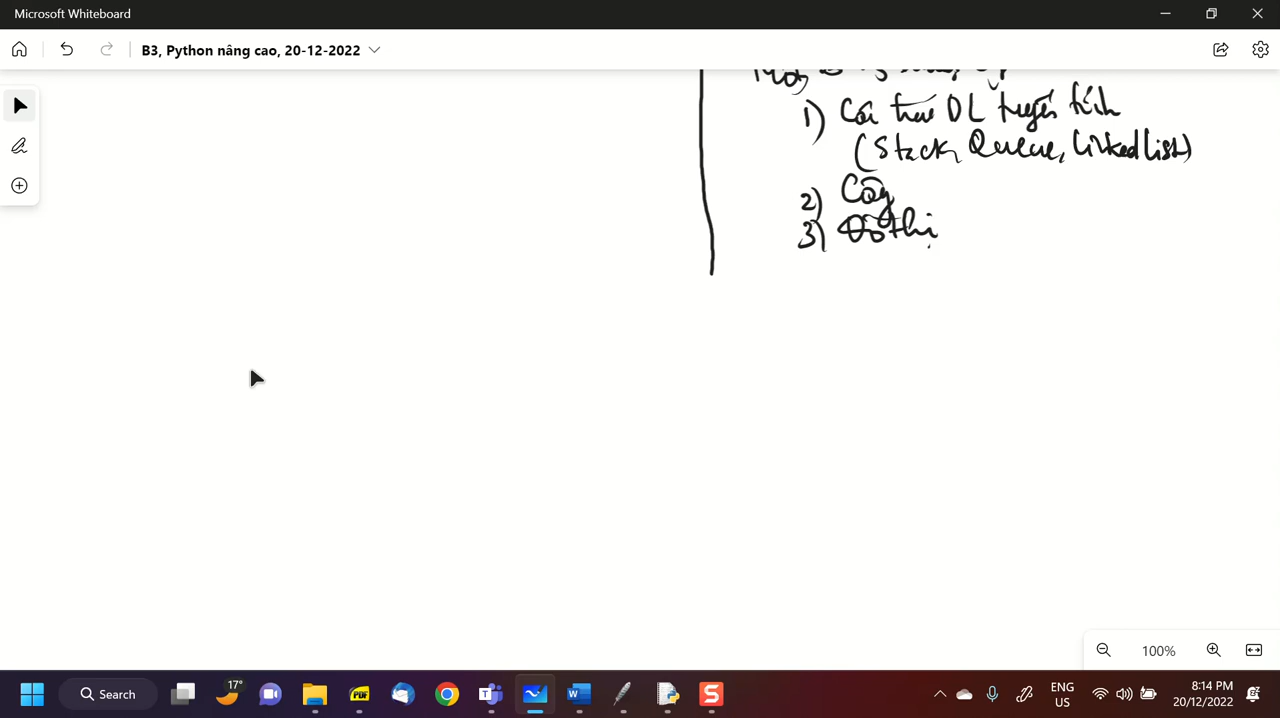 Microsoft Whiteboard
B3, Python nâng cao, 20-12-2022
1) Cấu trúc DL tuyến tính
(Stack, Queue, Linked list)
2) Cây
3) Đồ thị
100%
17°
Search
ENG
US
8:14 PM
20/12/2022